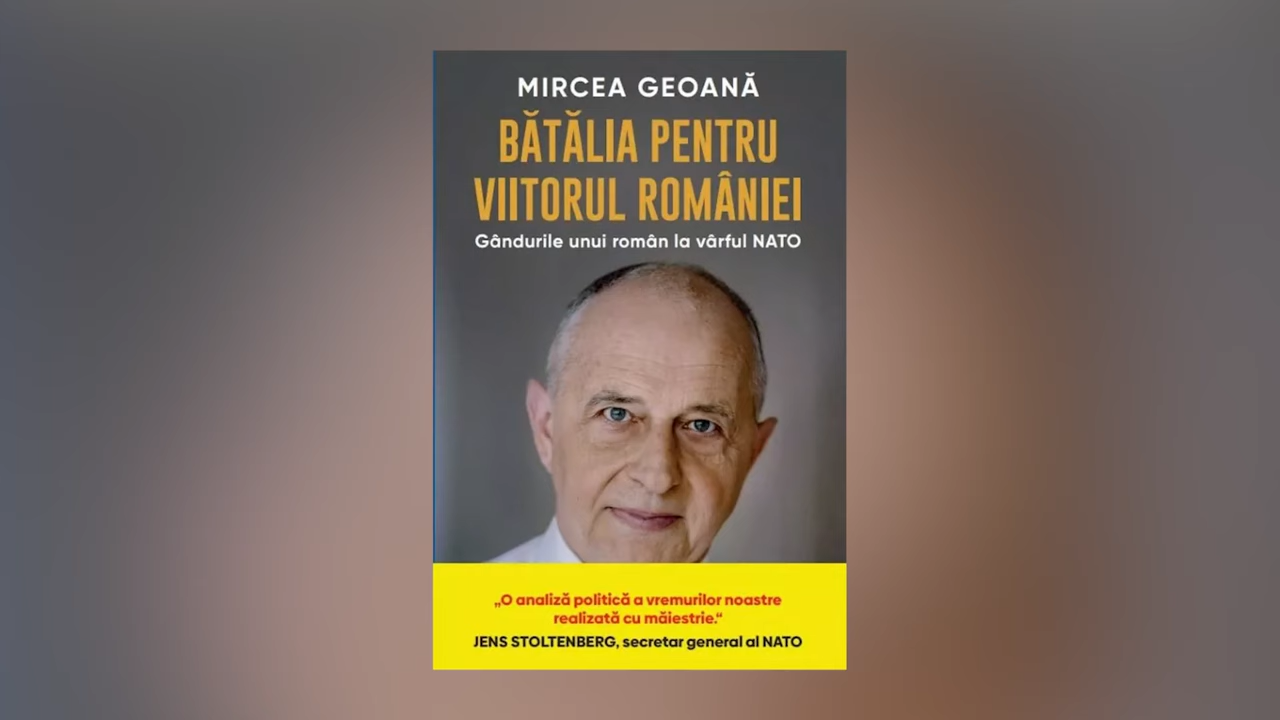 MIRCEA GEOANĂ
BĂTĂLIA PENTRU
VIITORUL ROMÂNIEI
Gândurile unui român la vârful NATO
„O analiză politică a vremurilor noastre
realizată cu măiestrie.“
JENS STOLTENBERG, secretar general al NATO